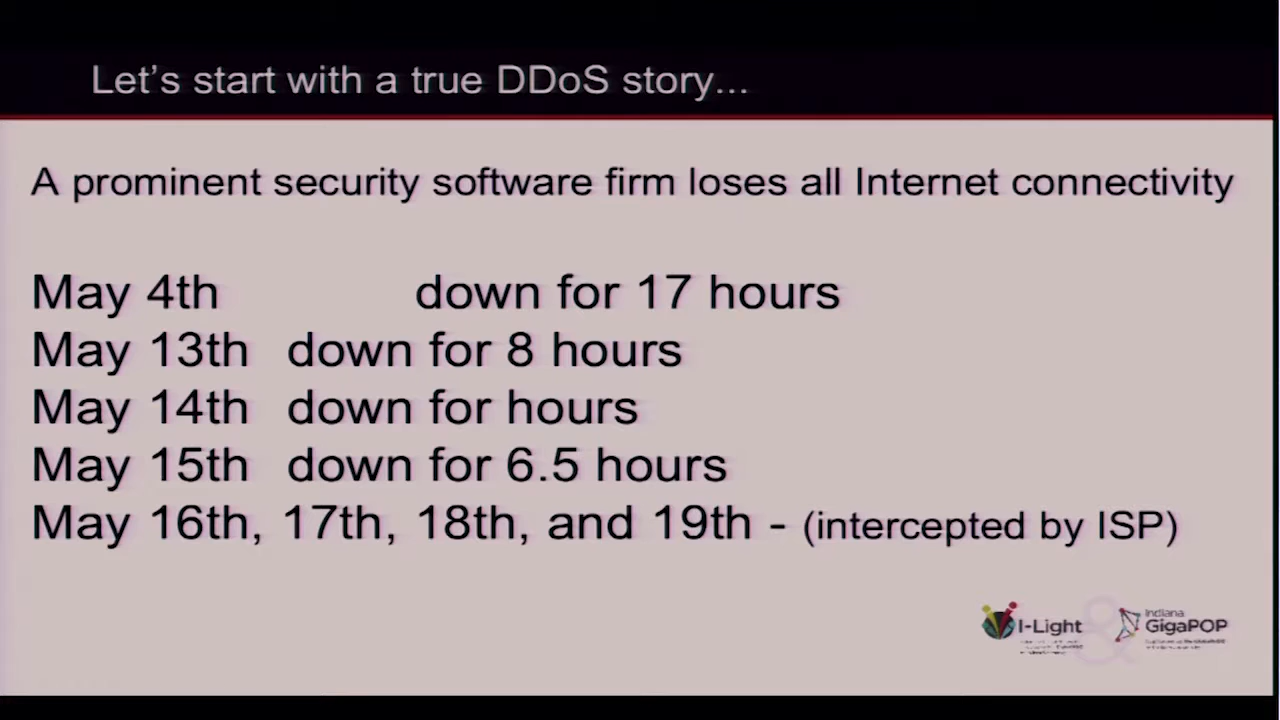 Let's start with a true DDoS story...
A prominent security software firm loses all Internet connectivity
May 4th down for 17 hours
May 13th down for 8 hours
May 14th down for hours
May 15th down for 6.5 hours
May 16th, 17th, 18th, and 19th - (intercepted by ISP)
I-Light
&
Indiana
GigaPOP